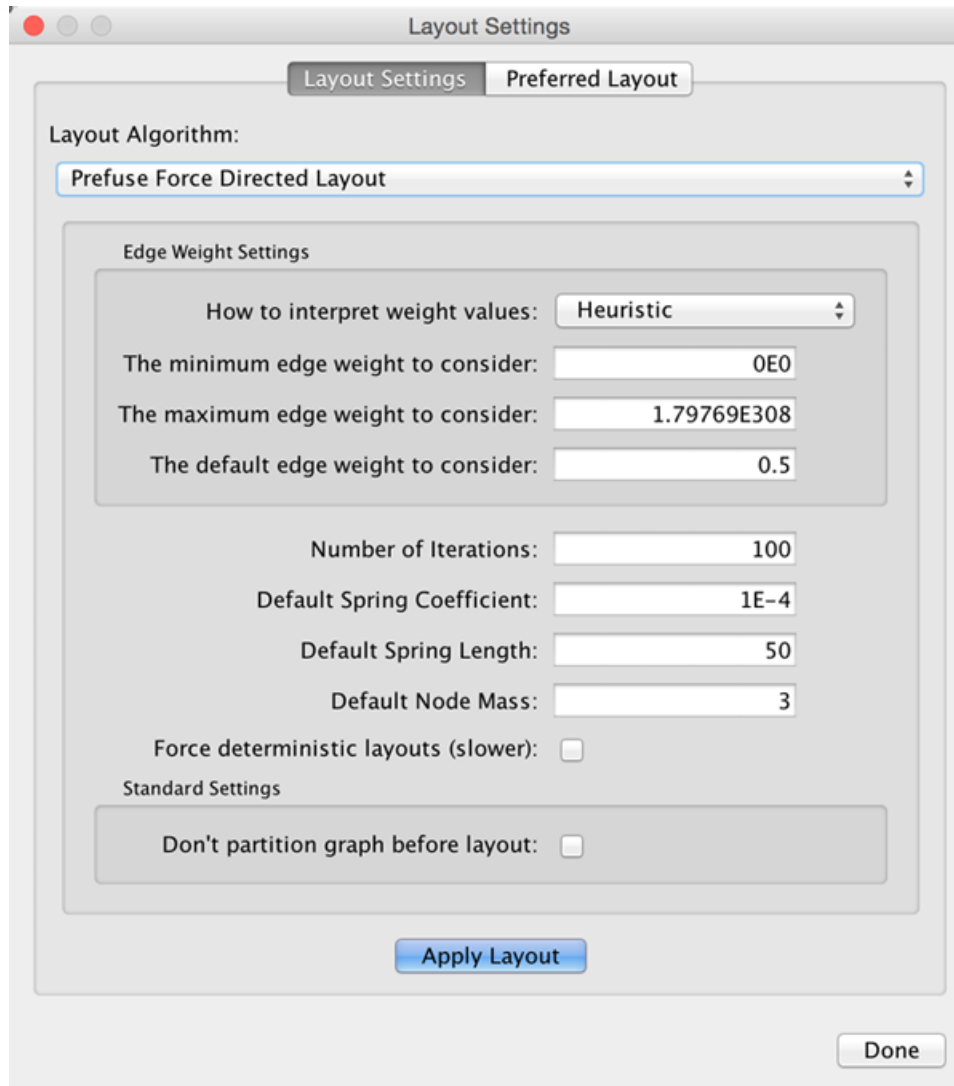 Layout Settings
Layout Settings Preferred Layout
Layout Algorithm:
Prefuse Force Directed Layout
Edge Weight Settings
How to interpret weight values: Heuristic
The minimum edge weight to consider: 0E0
The maximum edge weight to consider: 1.79769E308
The default edge weight to consider: 0.5
Number of Iterations: 100
Default Spring Coefficient: 1E-4
Default Spring Length: 50
Default Node Mass: 3
Force deterministic layouts (slower):
Standard Settings
Don't partition graph before layout:
Apply Layout
Done